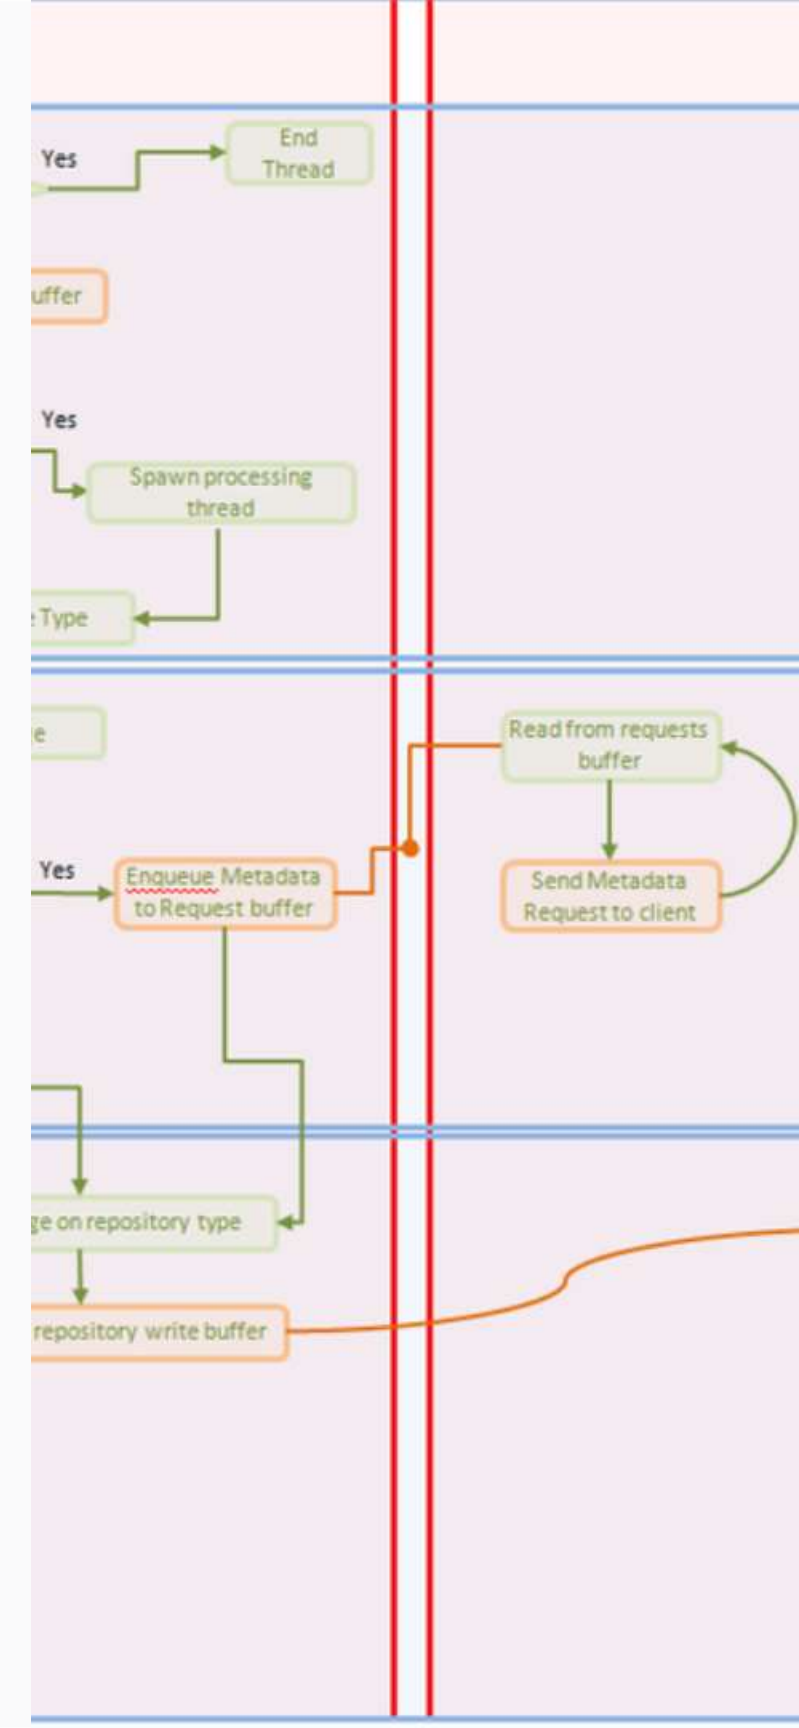 End
Thread
Yes
uffer
Yes
Spawn processing
thread
e Type
e
Read from requests
buffer
Yes
Enqueue Metadata
to Request buffer
Send Metadata
Request to client
ge on repository type
repository write buffer